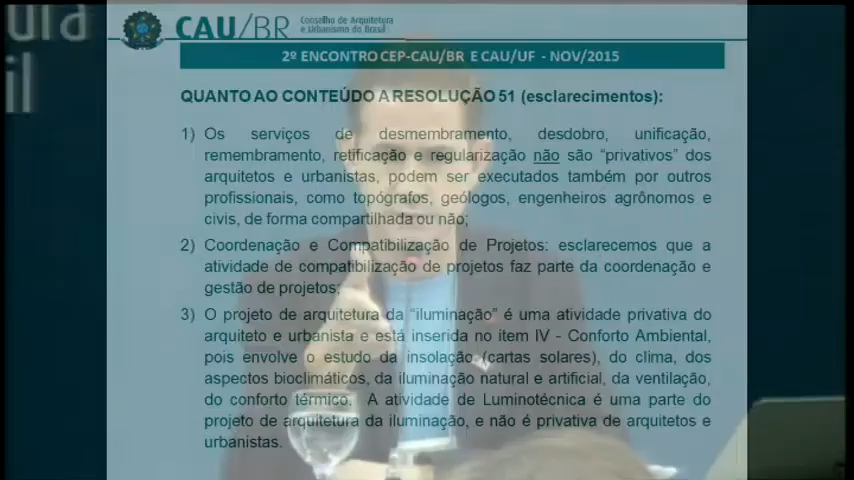 ura
il
CAU/BR
Conselho de Arquitetura
e Urbanismo do Brasil
2º ENCONTRO CEP-CAU/BR E CAU/UF - NOV/2015
QUANTO AO CONTEÚDO A RESOLUÇÃO 51 (esclarecimentos):
1) Os serviços de desmembramento, desdobro, unificação,
remembramento, retificação e regularização não são “privativos” dos
arquitetos e urbanistas, podem ser executados também por outros
profissionais, como topógrafos, geólogos, engenheiros agrônomos e
civis, de forma compartilhada ou não;
2) Coordenação e Compatibilização de Projetos: esclarecemos que a
atividade de compatibilização de projetos faz parte da coordenação e
gestão de projetos;
3) O projeto de arquitetura da “iluminação” é uma atividade privativa do
arquiteto e urbanista e está inserida no item IV - Conforto Ambiental,
pois envolve o estudo da insolação (cartas solares), do clima, dos
aspectos bioclimáticos, da iluminação natural e artificial, da ventilação,
do conforto térmico. A atividade de Luminotécnica é uma parte do
projeto de arquitetura da iluminação, e não é privativa de arquitetos e
urbanistas.